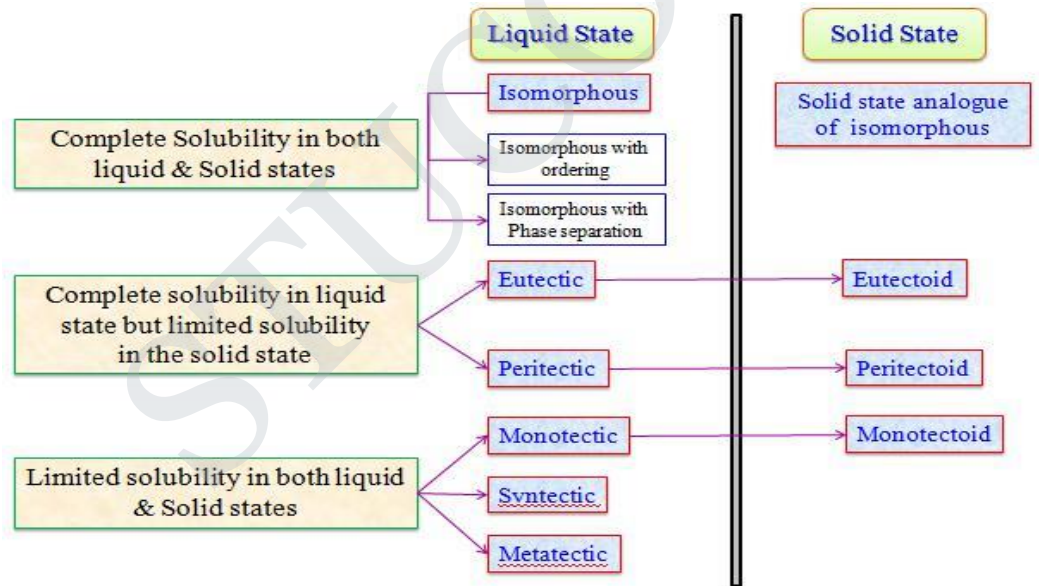 Liquid State
Solid State
Isomorphous
Solid state analogue
of isomorphous
Complete Solubility in both
liquid & Solid states
Isomorphous with
ordering
Isomorphous with
Phase separation
Complete solubility in liquid
state but limited solubility
in the solid state
Eutectic
Eutectoid
Peritectic
Peritectoid
Limited solubility in both liquid
& Solid states
Monotectic
Monotectoid
Syntectic
Metatectic
STUC